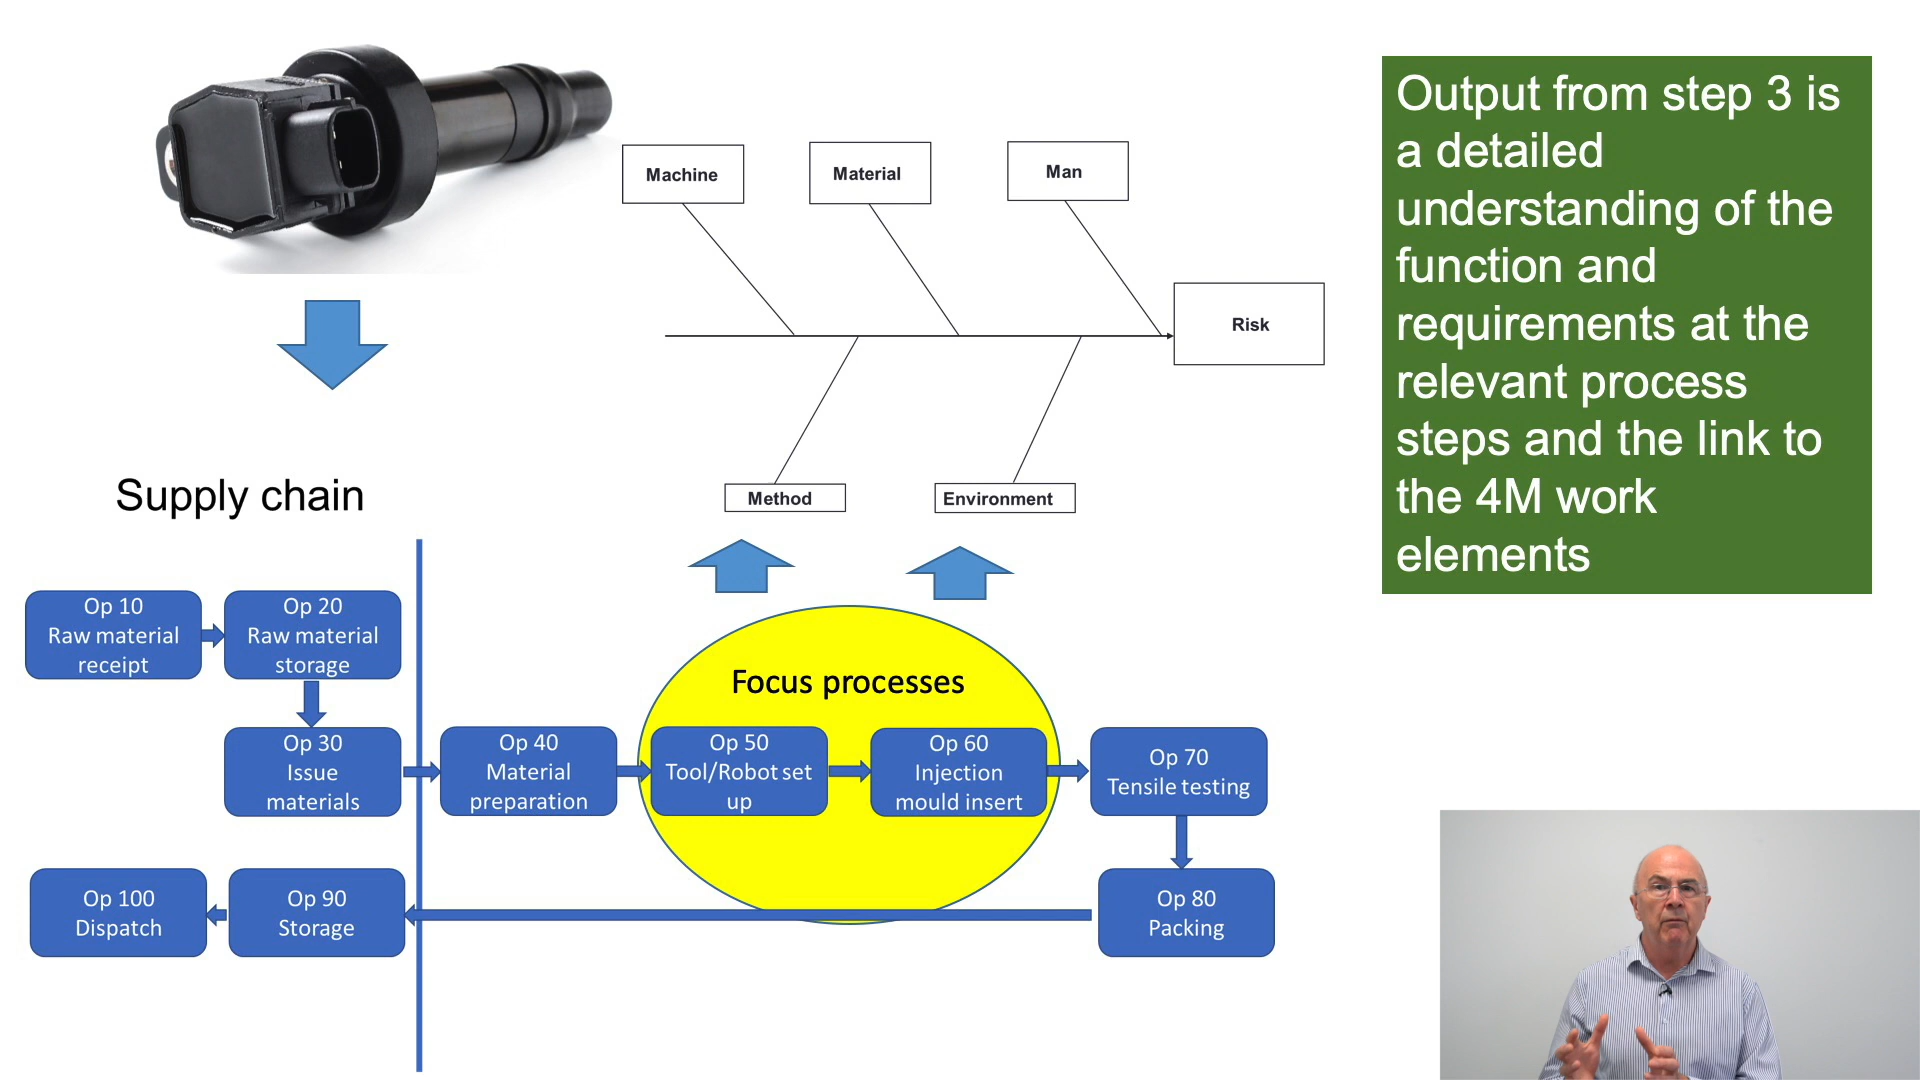 Machine
Material
Man
Risk
Method
Environment
Output from step 3 is
a detailed
understanding of the
function and
requirements at the
relevant process
steps and the link to
the 4M work
elements
Supply chain
Op 10
Raw material
receipt
Op 20
Raw material
storage
Op 30
Issue
materials
Op 40
Material
preparation
Focus processes
Op 50
Tool/Robot set
up
Op 60
Injection
mould insert
Op 70
Tensile testing
Op 80
Packing
Op 90
Storage
Op 100
Dispatch